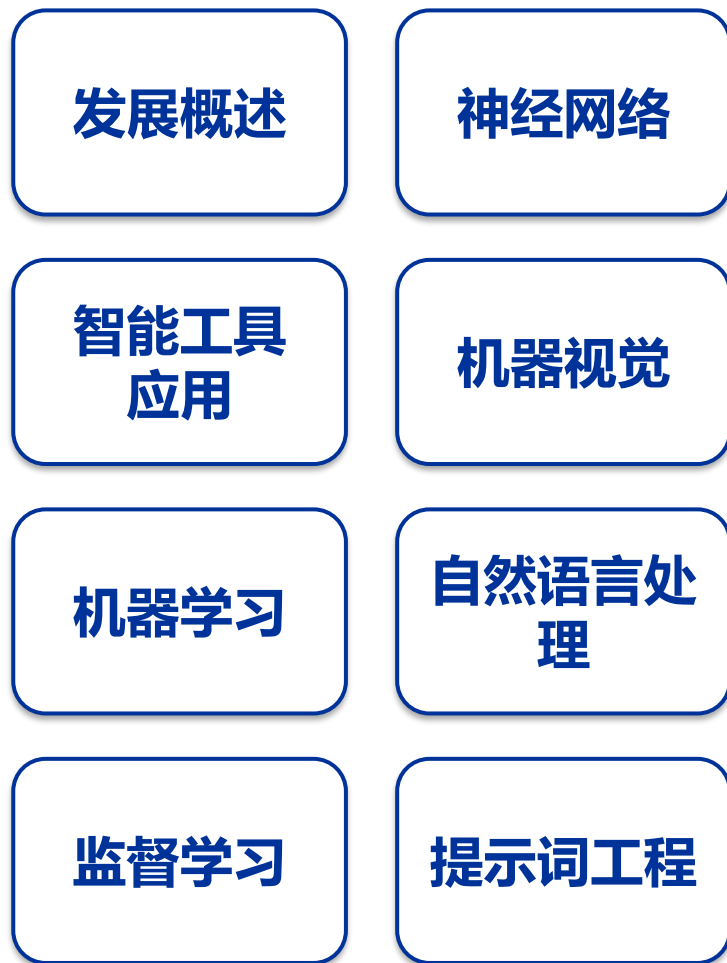 发展概述
神经网络
智能工具
应用
机器视觉
机器学习
自然语言处
理
监督学习
提示词工程